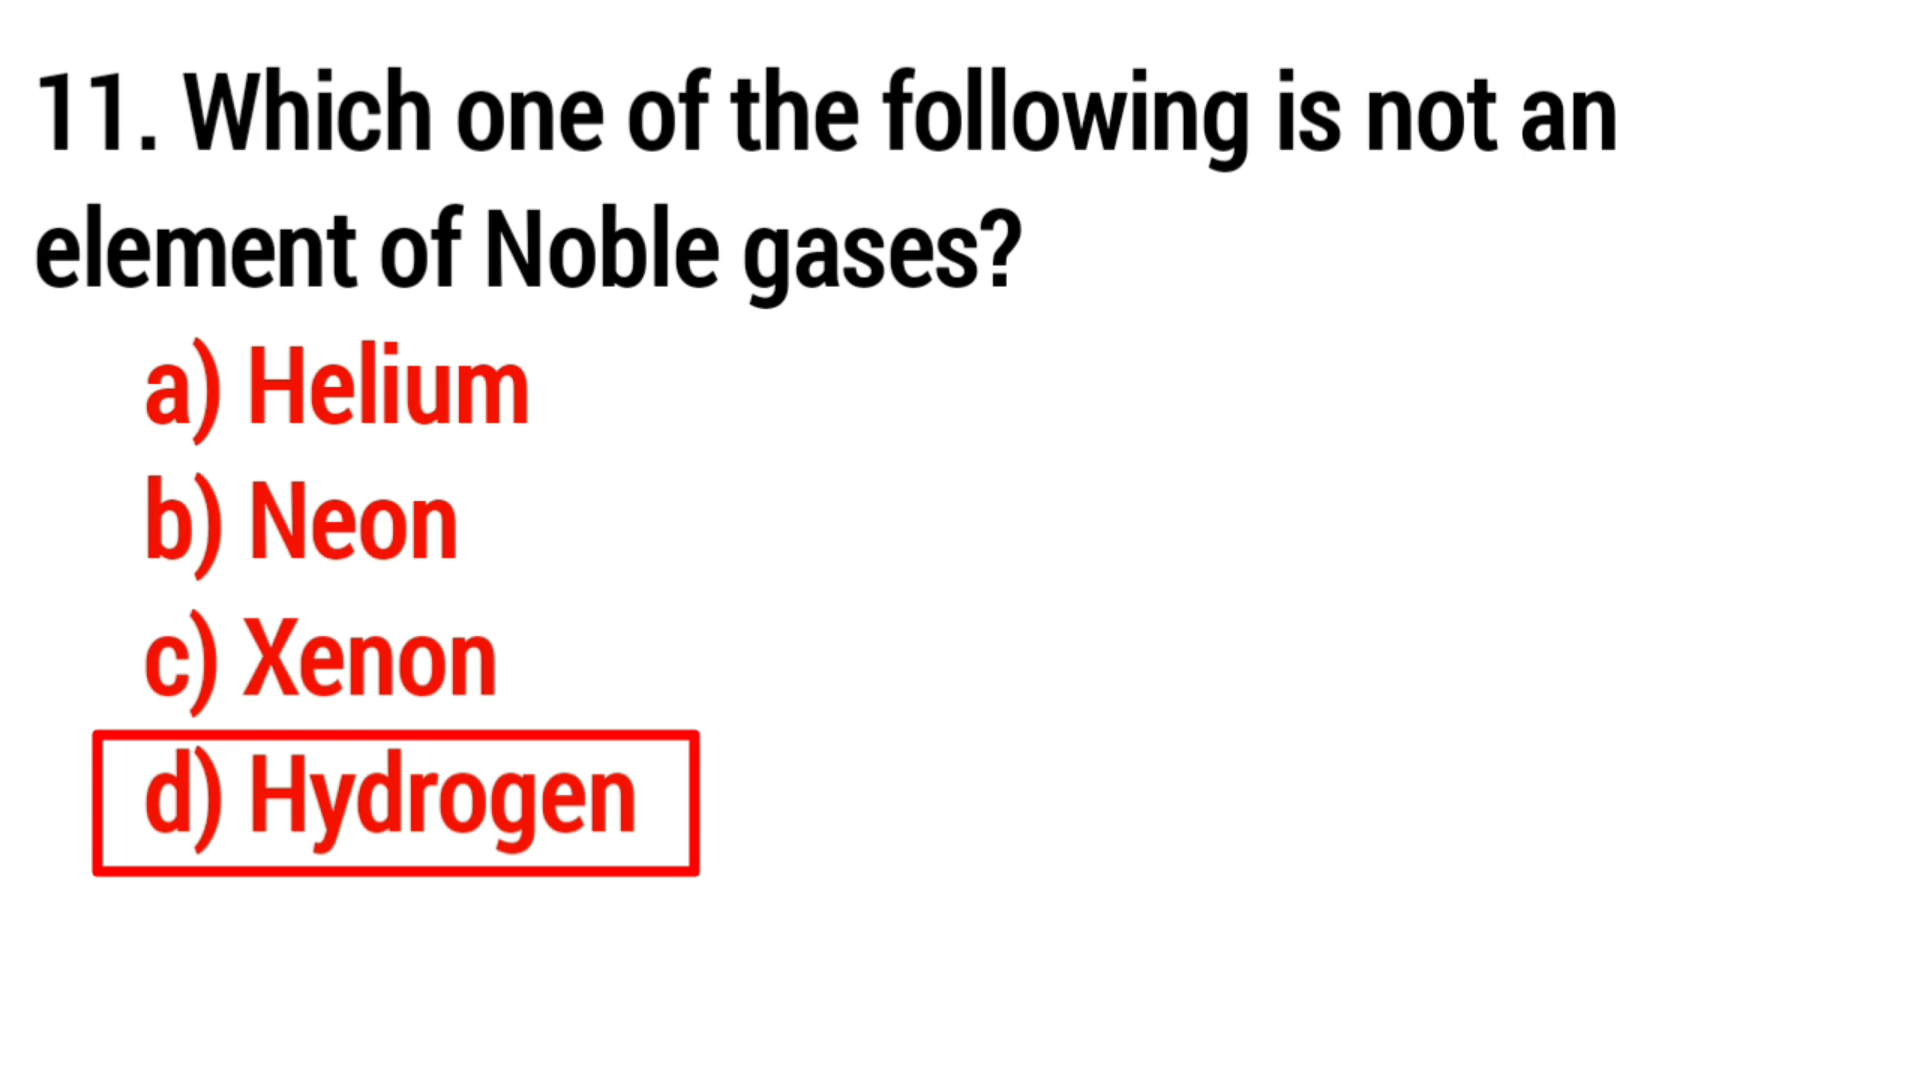 11. Which one of the following is not an
element of Noble gases?
a) Helium
b) Neon
c) Xenon
d) Hydrogen